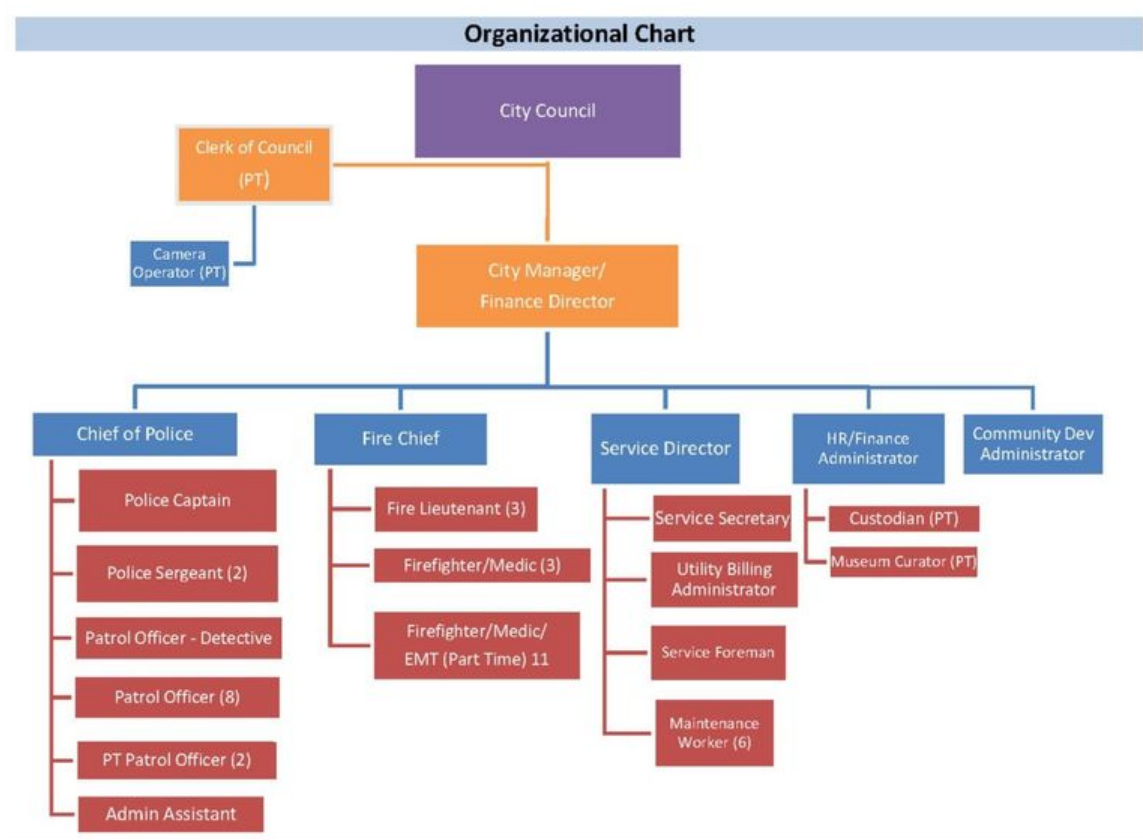 Organizational Chart
City Council
Clerk of Council
(PT)
Camera
Operator (PT)
City Manager/
Finance Director
Chief of Police
Police Captain
Police Sergeant (2)
Patrol Officer - Detective
Patrol Officer (8)
PT Patrol Officer (2)
Admin Assistant
Fire Chief
Fire Lieutenant (3)
Firefighter/Medic (3)
Firefighter/Medic/
EMT (Part Time) 11
Service Director
Service Secretary
Utility Billing
Administrator
Service Foreman
Maintenance
Worker (6)
HR/Finance
Administrator
Custodian (PT)
Museum Curator (PT)
Community Dev
Administrator